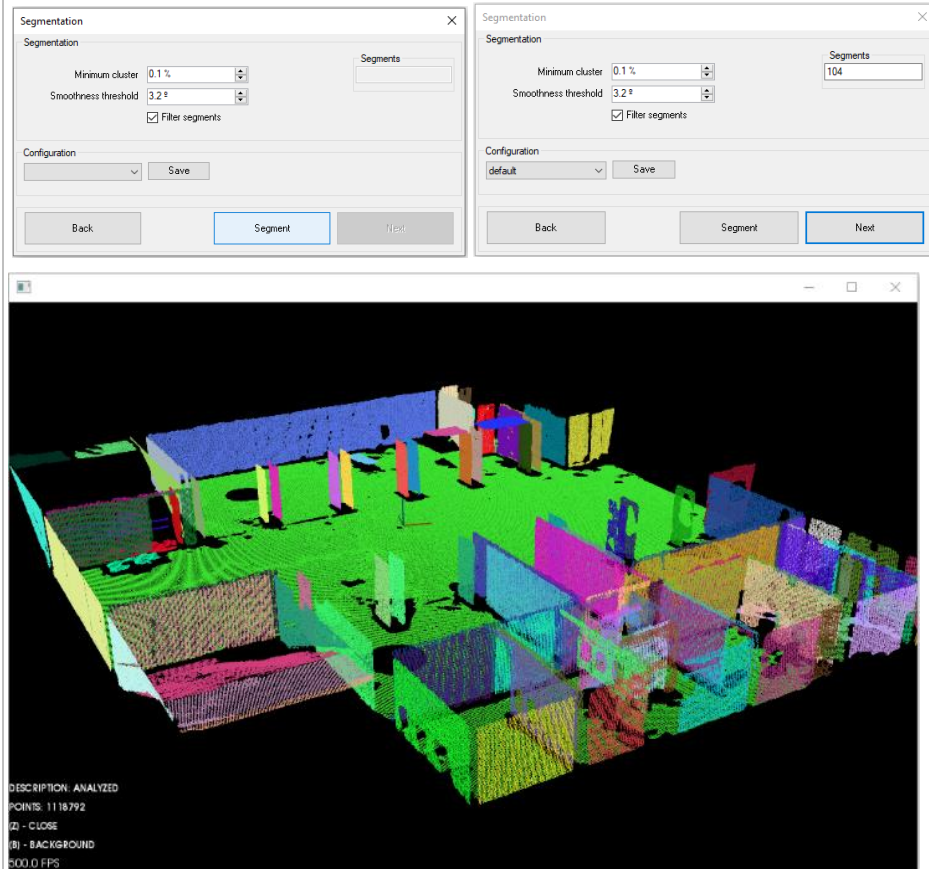 Segmentation
Segmentation
Segments
Minimum cluster 0.1 %
Smoothness threshold 3.2 º
Filter segments
Configuration
Save
Back Segment Next
Segmentation
Segmentation
Segments
Minimum cluster 0.1 % 104
Smoothness threshold 3.2 º
Filter segments
Configuration
default Save
Back Segment Next
DESCRIPTION: ANALYZED
POINTS: 1118792
(Z) - CLOSE
(B) - BACKGROUND
500.0 FPS